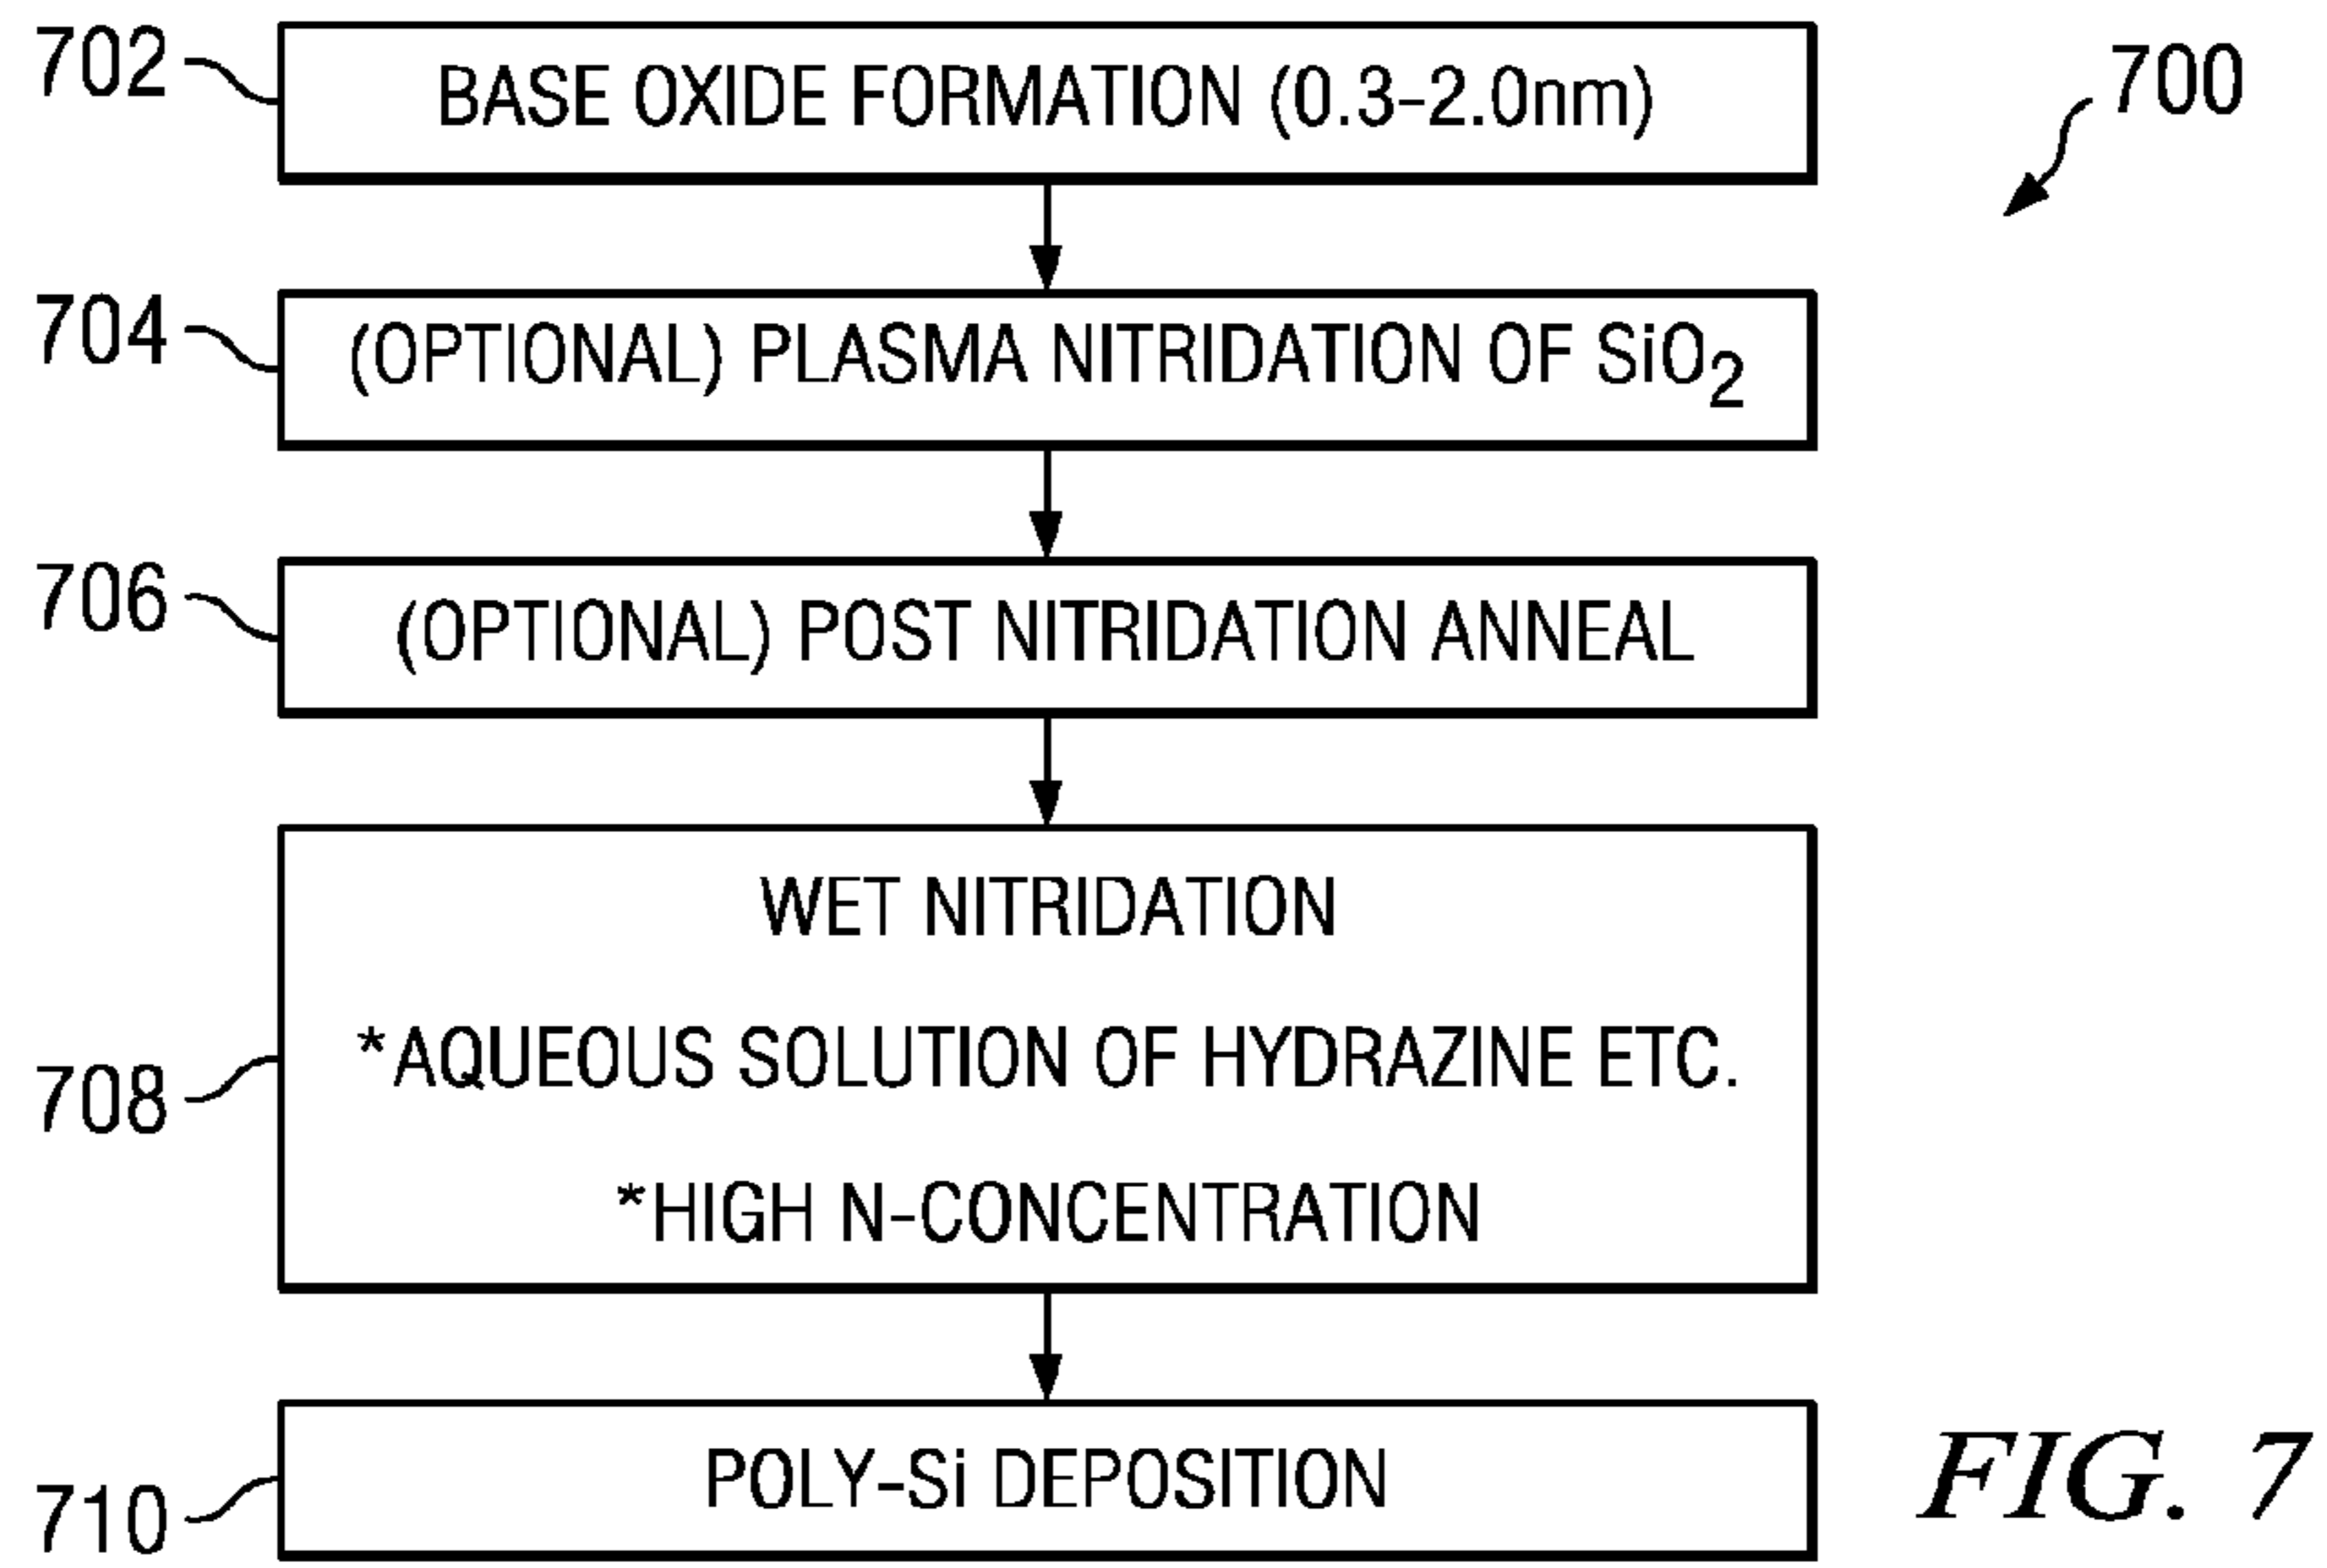 702
BASE OXIDE FORMATION (0.3-2.0nm)
700
704
(OPTIONAL) PLASMA NITRIDATION OF SiO2
706
(OPTIONAL) POST NITRIDATION ANNEAL
708
WET NITRIDATION
*AQUEOUS SOLUTION OF HYDRAZINE ETC.
*HIGH N-CONCENTRATION
710
POLY-Si DEPOSITION
FIG. 7